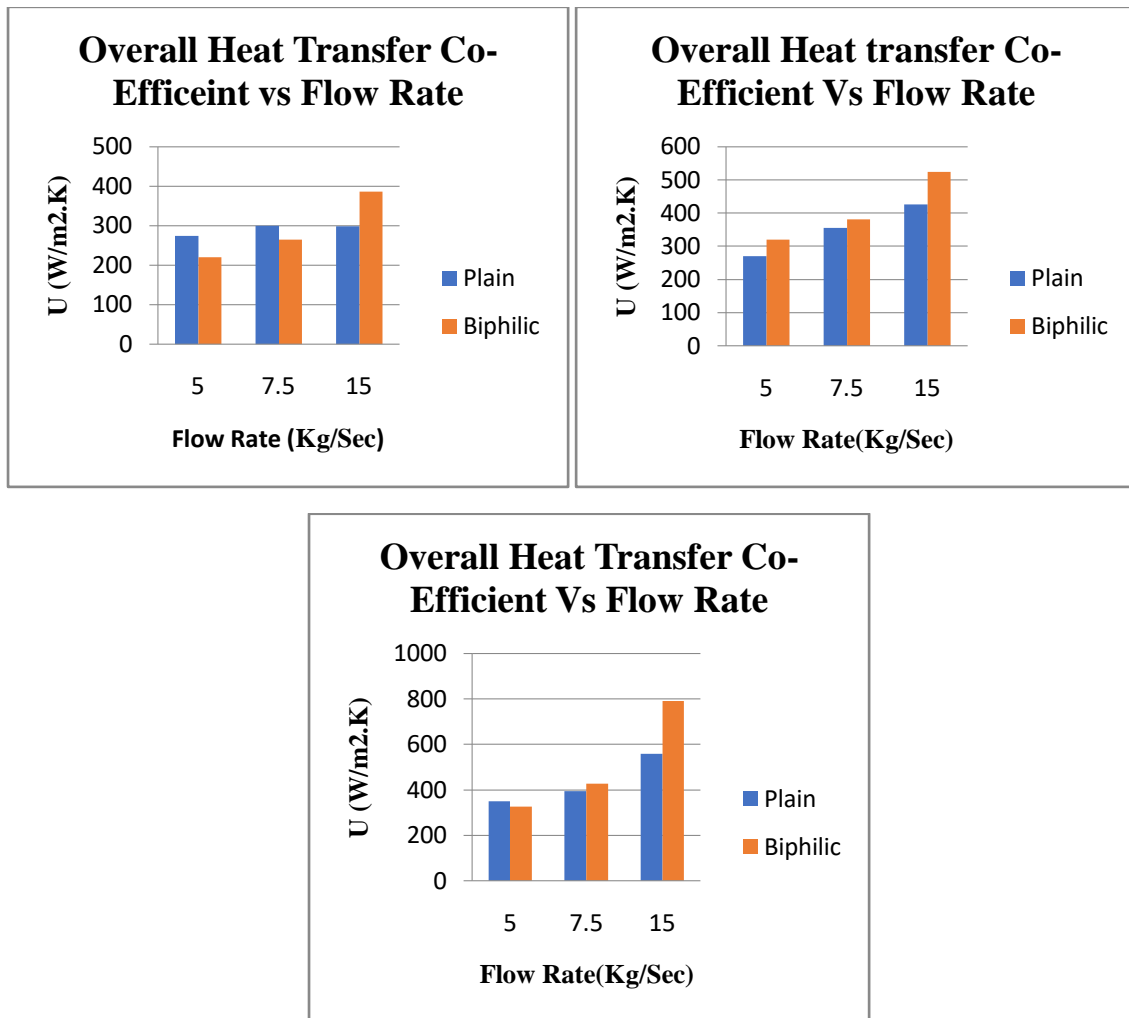 Overall Heat Transfer Co-
Efficeint vs Flow Rate
500
400
300
200
100
0
U (W/m2.K)
5 7.5 15
Flow Rate (Kg/Sec)
Plain
Biphilic
Overall Heat transfer Co-
Efficient Vs Flow Rate
600
500
400
300
200
100
0
U (W/m2.K)
5 7.5 15
Flow Rate(Kg/Sec)
Plain
Biphilic
Overall Heat Transfer Co-
Efficient Vs Flow Rate
1000
800
600
400
200
0
U (W/m2.K)
5 7.5 15
Flow Rate(Kg/Sec)
Plain
Biphilic